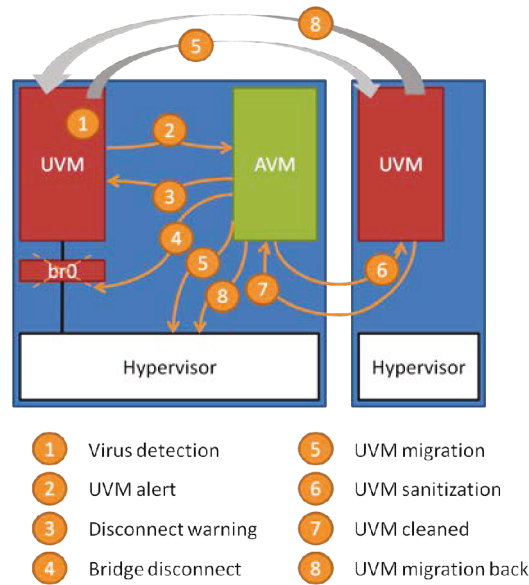 8
5
1
UVM
2
AVM
UVM
3
4
br0
5
8
7
6
Hypervisor
Hypervisor
1 Virus detection
5 UVM migration
2 UVM alert
6 UVM sanitization
3 Disconnect warning
7 UVM cleaned
4 Bridge disconnect
8 UVM migration back